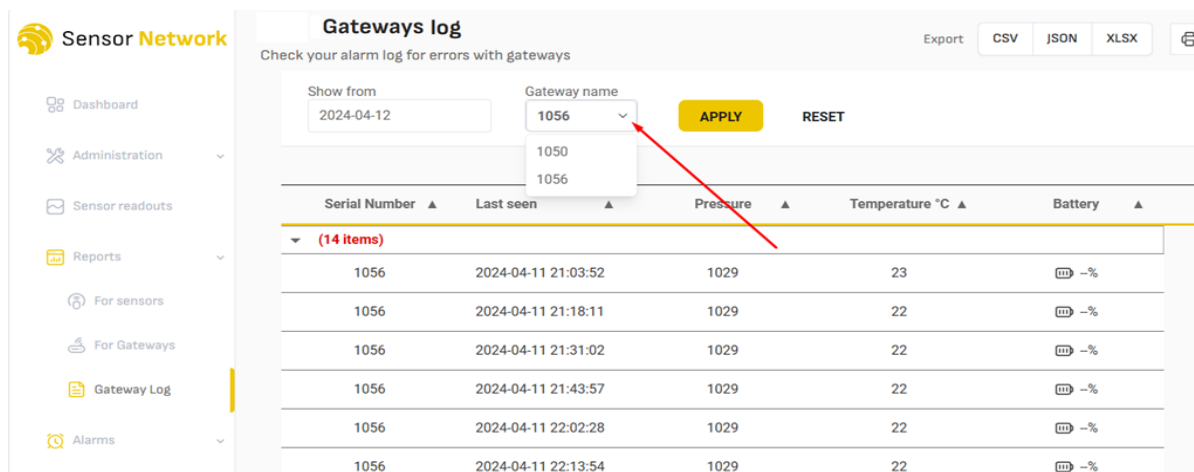 Sensor Network
Dashboard
Administration
Sensor readouts
Reports
For sensors
For Gateways
Gateway Log
Alarms
Gateways log
Check your alarm log for errors with gateways
Export CSV JSON XLSX
Show from Gateway name
2024-04-12 1056 APPLY RESET
1050
1056
Serial Number ▲ Last seen ▲ Pressure ▲ Temperature °C ▲ Battery ▲
(14 items)
1056 2024-04-11 21:03:52 1029 23 --%
1056 2024-04-11 21:18:11 1029 22 --%
1056 2024-04-11 21:31:02 1029 22 --%
1056 2024-04-11 21:43:57 1029 22 --%
1056 2024-04-11 22:02:28 1029 22 --%
1056 2024-04-11 22:13:54 1029 22 --%